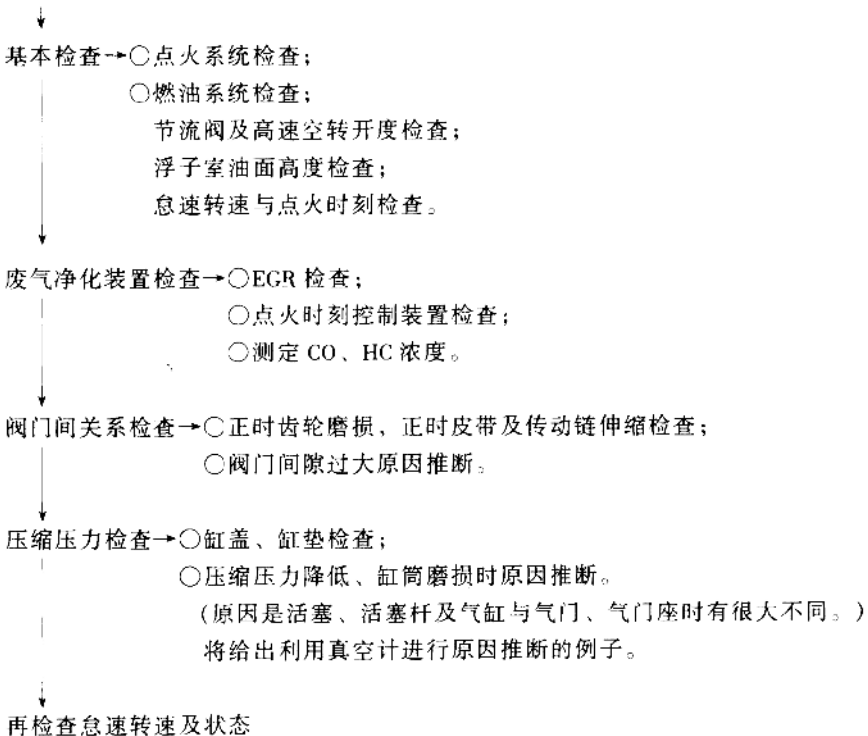 基本检查→○点火系统检查；
○燃油系统检查；
节流阀及高速空转开度检查；
浮子室油面高度检查；
怠速转速与点火时刻检查。
废气净化装置检查→○EGR 检查；
○点火时刻控制装置检查；
○测定 CO、HC 浓度。
阀门间关系检查→○正时齿轮磨损、正时皮带及传动链伸缩检查；
○阀门间隙过大原因推断。
压缩压力检查→○缸盖、缸垫检查；
○压缩压力降低、缸筒磨损时原因推断。
（原因是活塞、活塞杆及气缸与气门、气门座时有很大不同。）
将给出利用真空计进行原因推断的例子。
再检查怠速转速及状态